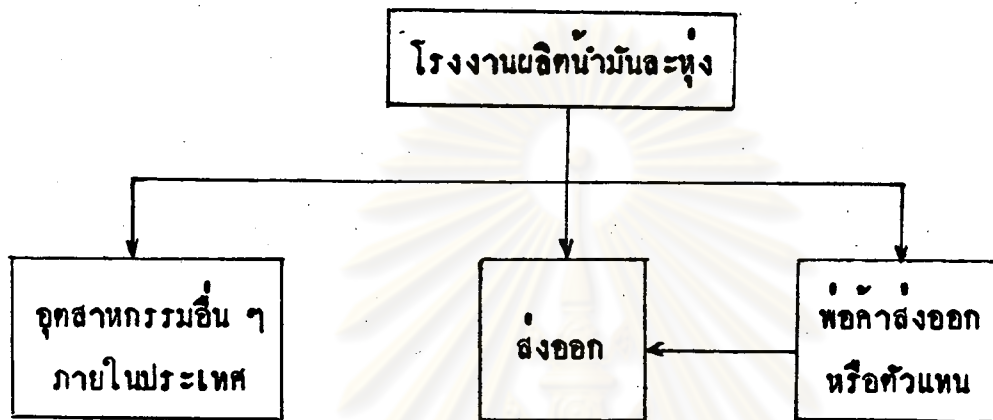 โรงงานผลิตน้ำมันละหุ่ง
อุตสาหกรรมอื่น ๆ
ภายในประเทศ
ส่งออก
พ่อค้าส่งออก
หรือตัวแทน